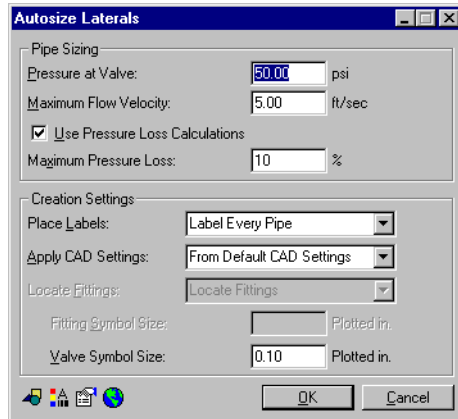 Autosize Laterals
Pipe Sizing
Pressure at Valve: 50.00 psi
Maximum Flow Velocity: 5.00 ft/sec
Use Pressure Loss Calculations
Maximum Pressure Loss: 10 %
Creation Settings
Place Labels: Label Every Pipe
Apply CAD Settings: From Default CAD Settings
Locate Fittings: Locate Fittings
Fitting Symbol Size: Plotted in.
Valve Symbol Size: 0.10 Plotted in.
OK Cancel